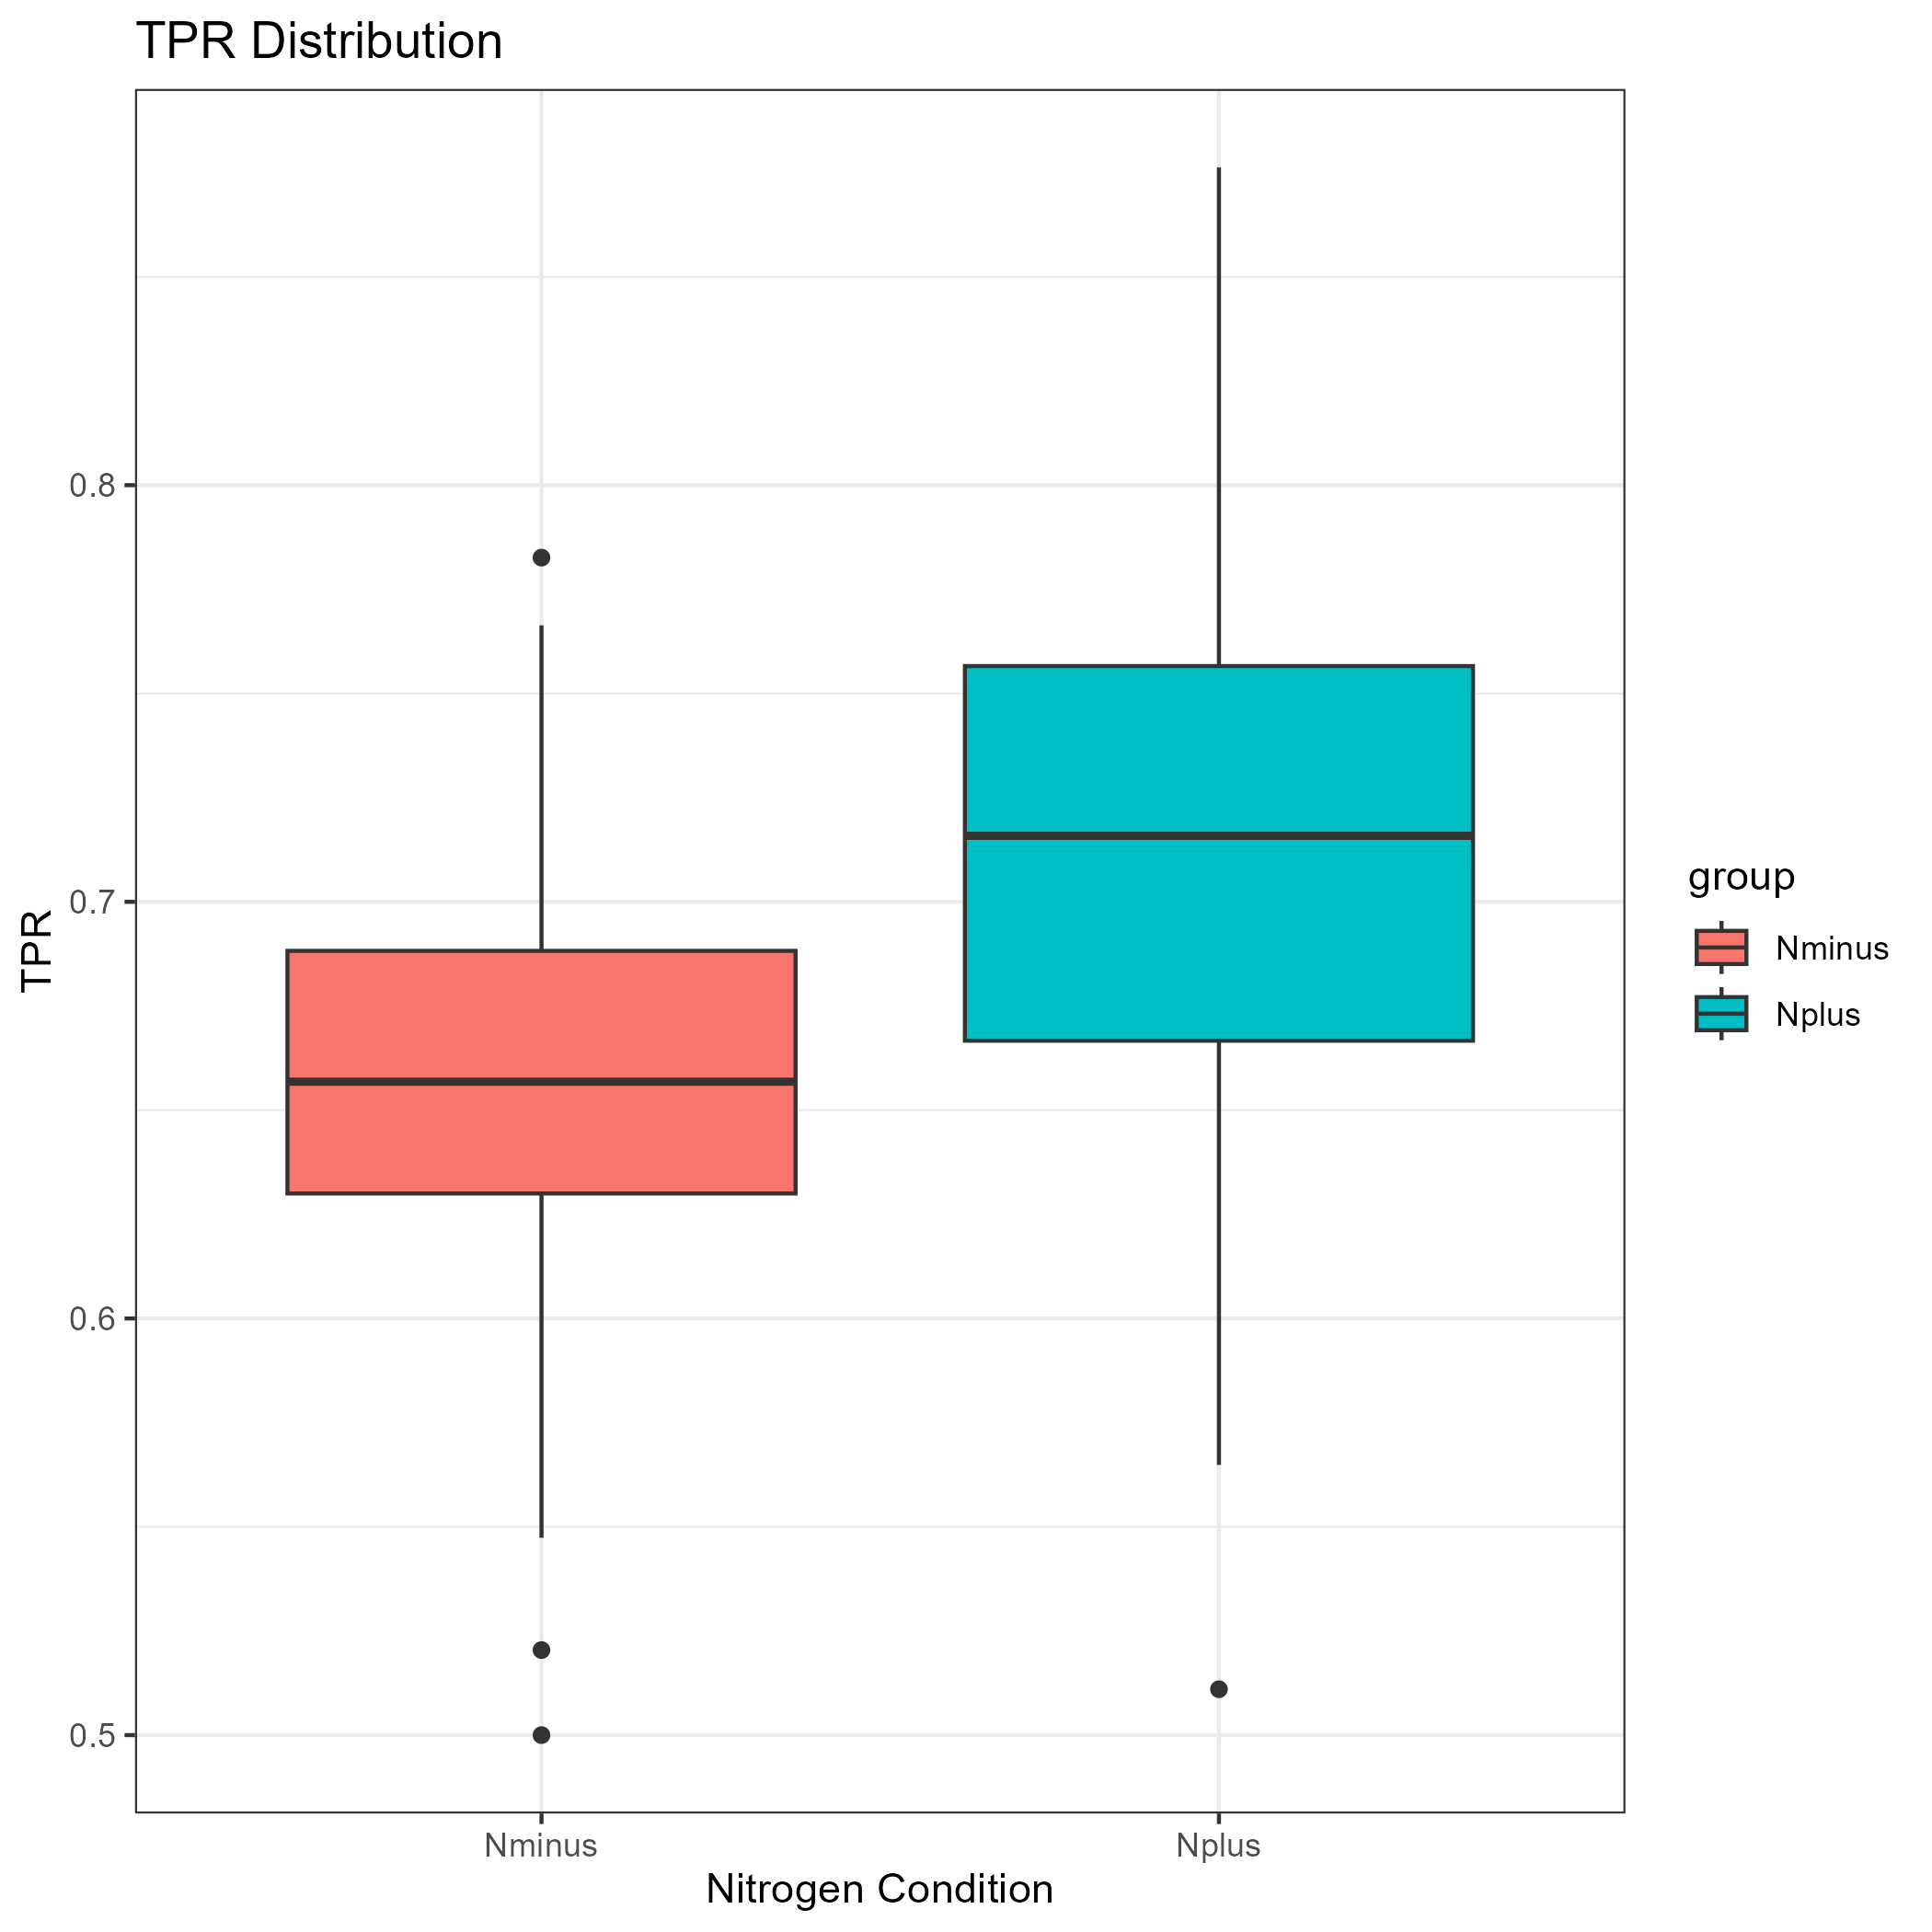 TPR Distribution
TPR
0.8
0.7
0.6
0.5
Nminus
Nplus
Nitrogen Condition
group
Nminus
Nplus